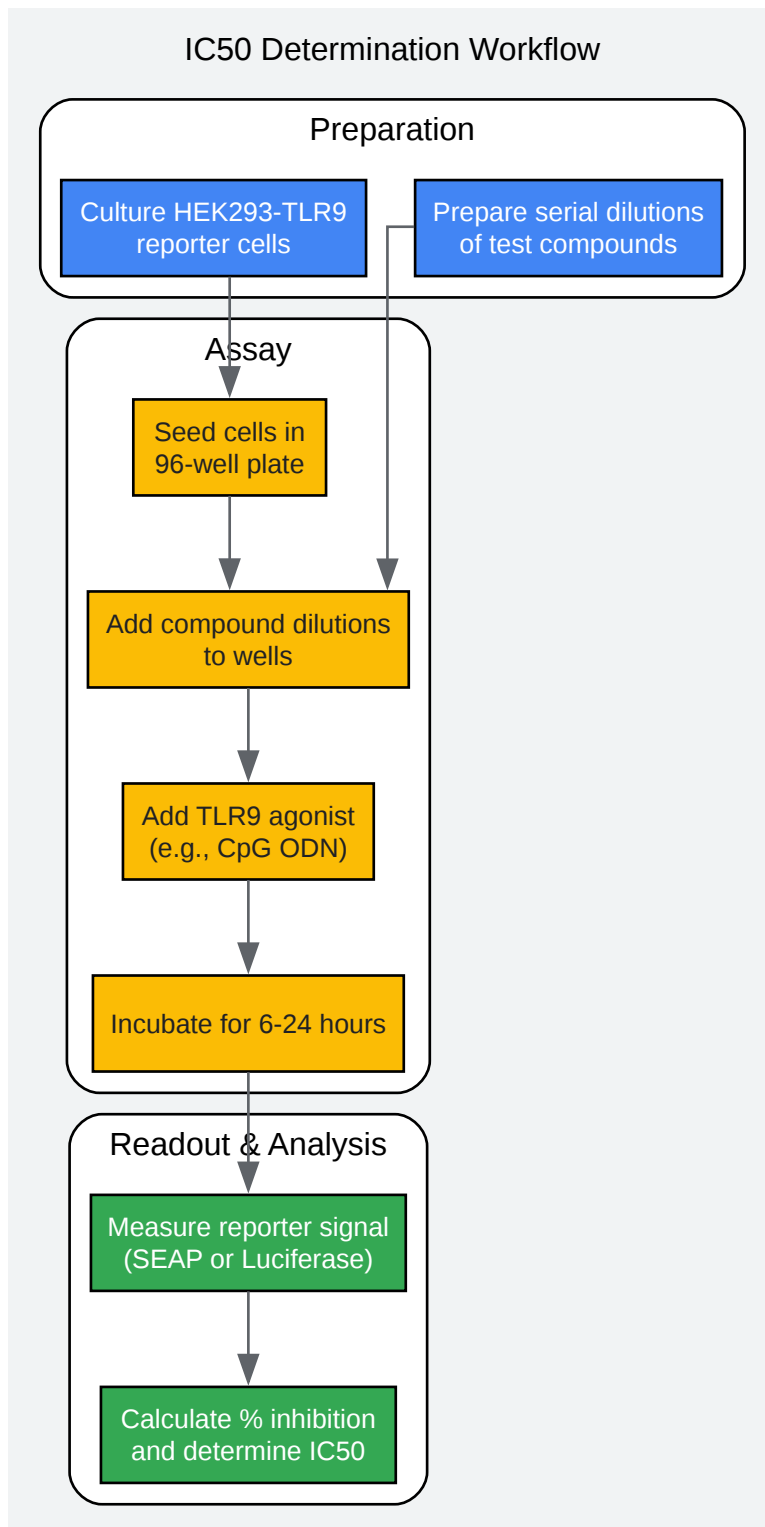 IC50 Determination Workflow
Preparation
Culture HEK293-TLR9
reporter cells
Prepare serial dilutions
of test compounds
Assay
Seed cells in
96-well plate
Add compound dilutions
to wells
Add TLR9 agonist
(e.g., CpG ODN)
Incubate for 6-24 hours
Readout & Analysis
Measure reporter signal
(SEAP or Luciferase)
Calculate % inhibition
and determine IC50